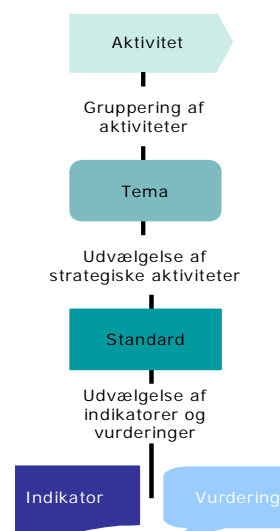 Aktivitet
Gruppering af
aktiviteter
Tema
Udvælgelse af
strategiske aktiviteter
Standard
Udvælgelse af
indikatorer og
vurderinger
Indikator
Vurdering